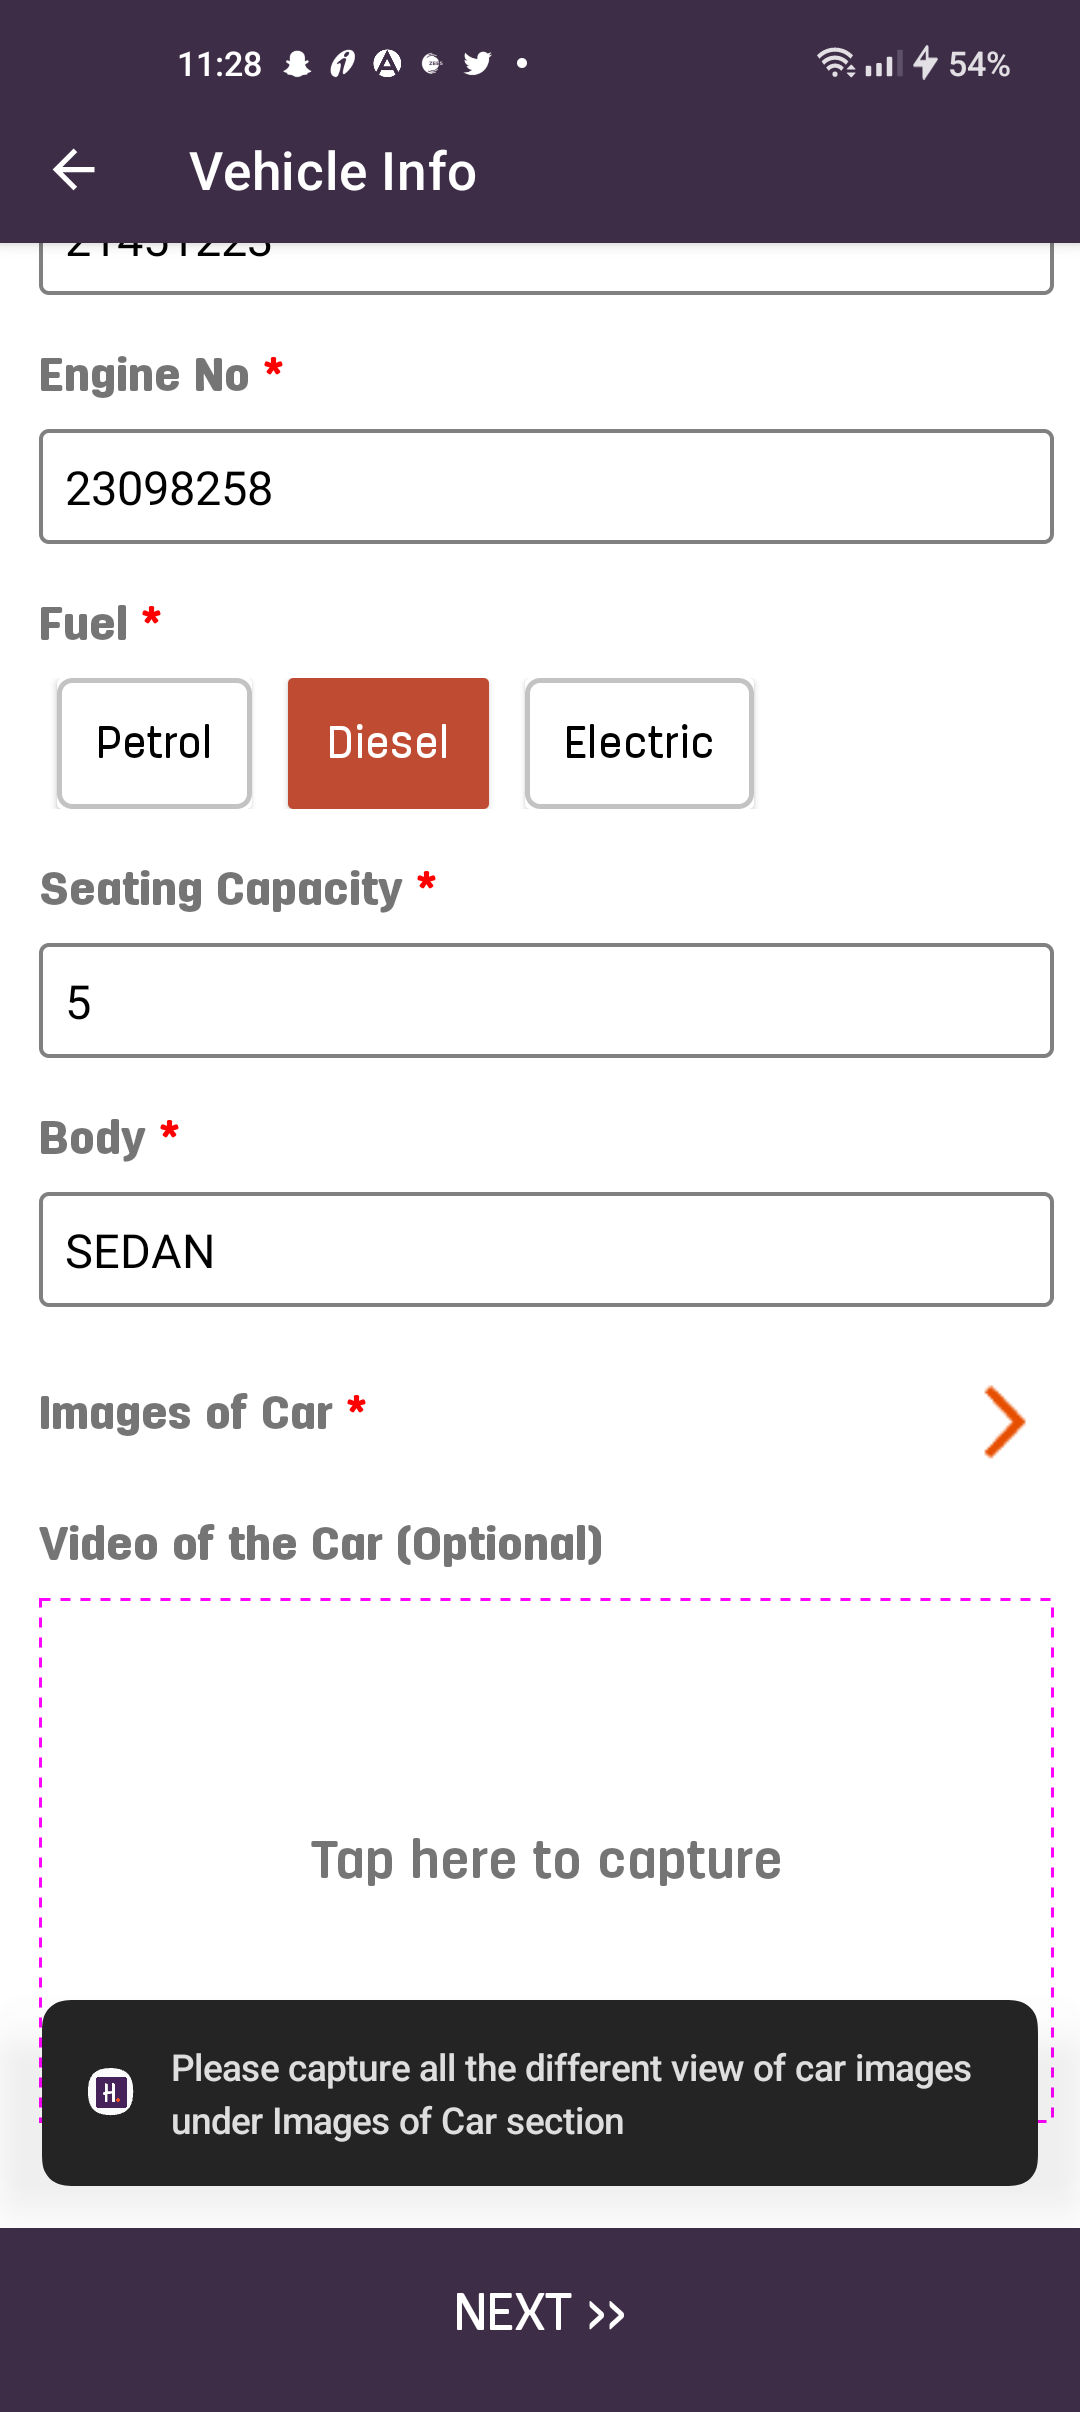 11:28
54%
Vehicle Info
Engine No *
23098258
Fuel *
Petrol Diesel Electric
Seating Capacity *
5
Body *
SEDAN
Images of Car *
Video of the Car (Optional)
Tap here to capture
Please capture all the different view of car images
under Images of Car section
NEXT >>